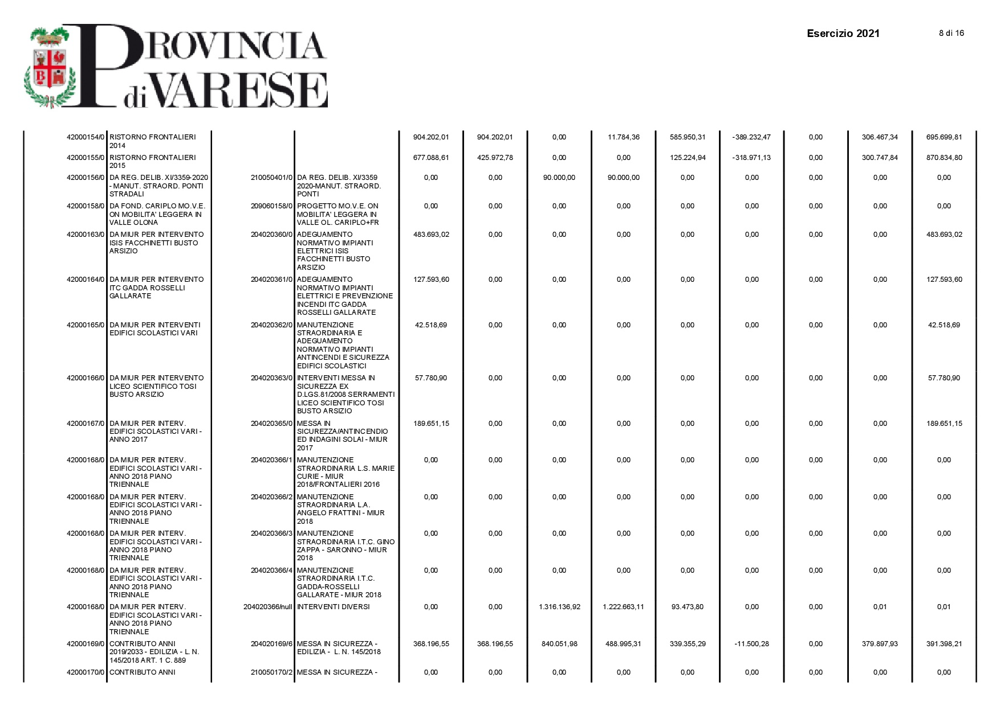 PROVINCIA
di VARESE
B
Esercizio 2021 8 di 16
42000154/0 RISTORNO FRONTALIERI 904.202,01 904.202,01 0,00 11.784,36 585.950,31 -389.232,47 0,00 306.467,34 695.699,81
2014
42000155/0 RISTORNO FRONTALIERI 677.088,61 425.972,78 0,00 0,00 125.224,94 -318.971,13 0,00 300.747,84 870.834,80
2015
42000156/0 DA REG. DELIB. XI/3359-2020 210050401/0 DA REG. DELIB. XI/3359 0,00 0,00 90.000,00 90.000,00 0,00 0,00 0,00 0,00 0,00
- MANUT. STRAORD. PONTI 2020-MANUT. STRAORD.
STRADALI PONTI
42000158/0 DA FOND. CARIPLO MO.V.E. 209060158/0 PROGETTO MO.V.E. ON 0,00 0,00 0,00 0,00 0,00 0,00 0,00 0,00 0,00
ON MOBILITA' LEGGERA IN MOBILITA' LEGGERA IN
VALLE OLONA VALLE OL. CARIPLO+FR
42000163/0 DA MIUR PER INTERVENTO 204020360/0 ADEGUAMENTO 483.693,02 0,00 0,00 0,00 0,00 0,00 0,00 0,00 483.693,02
ISIS FACCHINETTI BUSTO NORMATIVO IMPIANTI
ARSIZIO ELETTRICI ISIS
FACCHINETTI BUSTO
ARSIZIO
42000164/0 DA MIUR PER INTERVENTO 204020361/0 ADEGUAMENTO 127.593,60 0,00 0,00 0,00 0,00 0,00 0,00 0,00 127.593,60
ITC GADDA ROSSELLI NORMATIVO IMPIANTI
GALLARATE ELETTRICI E PREVENZIONE
INCENDI ITC GADDA
ROSSELLI GALLARATE
42000165/0 DA MIUR PER INTERVENTI 204020362/0 MANUTENZIONE 42.518,69 0,00 0,00 0,00 0,00 0,00 0,00 0,00 42.518,69
EDIFICI SCOLASTICI VARI STRAORDINARIA E
ADEGUAMENTO
NORMATIVO IMPIANTI
ANTINCENDI E SICUREZZA
EDIFICI SCOLASTICI
42000166/0 DA MIUR PER INTERVENTO 204020363/0 INTERVENTI MESSA IN 57.780,90 0,00 0,00 0,00 0,00 0,00 0,00 0,00 57.780,90
LICEO SCIENTIFICO TOSI SICUREZZA EX
BUSTO ARSIZIO D.LGS.81/2008 SERRAMENTI
LICEO SCIENTIFICO TOSI
BUSTO ARSIZIO
42000167/0 DA MIUR PER INTERV. 204020365/0 MESSA IN 189.651,15 0,00 0,00 0,00 0,00 0,00 0,00 0,00 189.651,15
EDIFICI SCOLASTICI VARI - SICUREZZA/ANTINCENDIO
ANNO 2017 ED INDAGINI SOLAI - MIUR
2017
42000168/0 DA MIUR PER INTERV. 204020366/1 MANUTENZIONE 0,00 0,00 0,00 0,00 0,00 0,00 0,00 0,00 0,00
EDIFICI SCOLASTICI VARI - STRAORDINARIA L.S. MARIE
ANNO 2018 PIANO CURIE - MIUR
TRIENNALE 2018/FRONTALIERI 2016
42000168/0 DA MIUR PER INTERV. 204020366/2 MANUTENZIONE 0,00 0,00 0,00 0,00 0,00 0,00 0,00 0,00 0,00
EDIFICI SCOLASTICI VARI - STRAORDINARIA L.A.
ANNO 2018 PIANO ANGELO FRATTINI - MIUR
TRIENNALE 2018
42000168/0 DA MIUR PER INTERV. 204020366/3 MANUTENZIONE 0,00 0,00 0,00 0,00 0,00 0,00 0,00 0,00 0,00
EDIFICI SCOLASTICI VARI - STRAORDINARIA I.T.C. GINO
ANNO 2018 PIANO ZAPPA - SARONNO - MIUR
TRIENNALE 2018
42000168/0 DA MIUR PER INTERV. 204020366/4 MANUTENZIONE 0,00 0,00 0,00 0,00 0,00 0,00 0,00 0,00 0,00
EDIFICI SCOLASTICI VARI - STRAORDINARIA I.T.C.
ANNO 2018 PIANO GADDA-ROSSELLI
TRIENNALE GALLARATE - MIUR 2018
42000168/0 DA MIUR PER INTERV. 204020366/null INTERVENTI DIVERSI 0,00 0,00 1.316.136,92 1.222.663,11 93.473,80 0,00 0,00 0,01 0,01
EDIFICI SCOLASTICI VARI -
ANNO 2018 PIANO
TRIENNALE
42000169/0 CONTRIBUTO ANNI 204020169/6 MESSA IN SICUREZZA - 368.196,55 368.196,55 840.051,98 488.995,31 339.355,29 -11.500,28 0,00 379.897,93 391.398,21
2019/2033 - EDILIZIA - L. N. EDILIZIA - L. N. 145/2018
145/2018 ART. 1 C. 889
42000170/0 CONTRIBUTO ANNI 210050170/2 MESSA IN SICUREZZA - 0,00 0,00 0,00 0,00 0,00 0,00 0,00 0,00 0,00